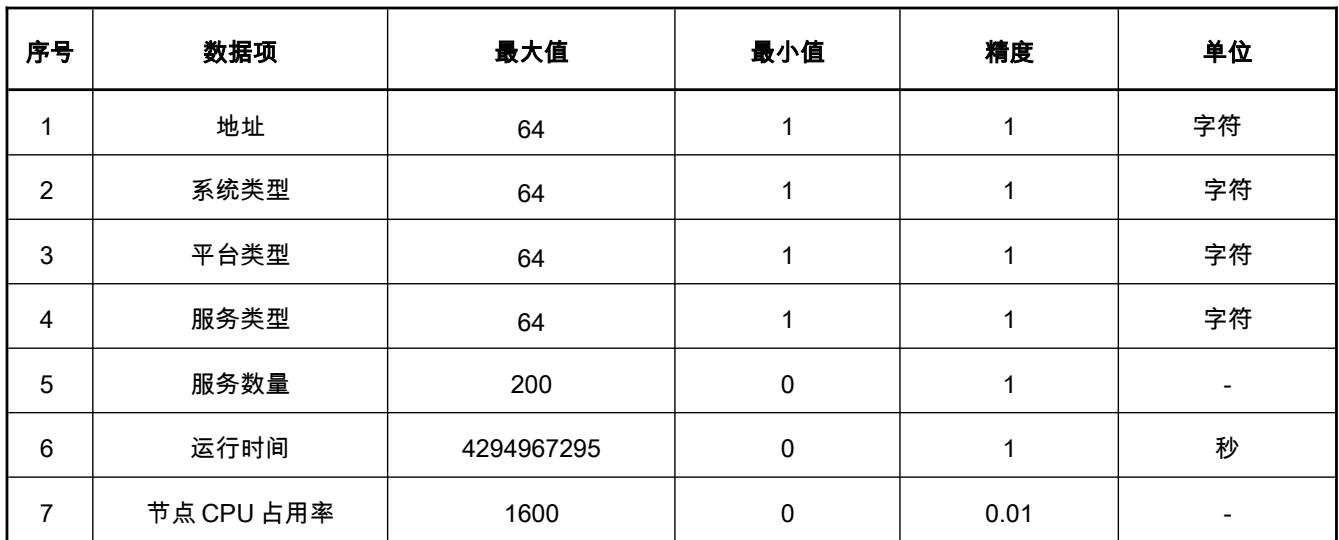 序号 数据项 最大值 最小值 精度 单位
1 地址 64 1 1 字符
2 系统类型 64 1 1 字符
3 平台类型 64 1 1 字符
4 服务类型 64 1 1 字符
5 服务数量 200 0 1 -
6 运行时间 4294967295 0 1 秒
7 节点 CPU 占用率 1600 0 0.01 -